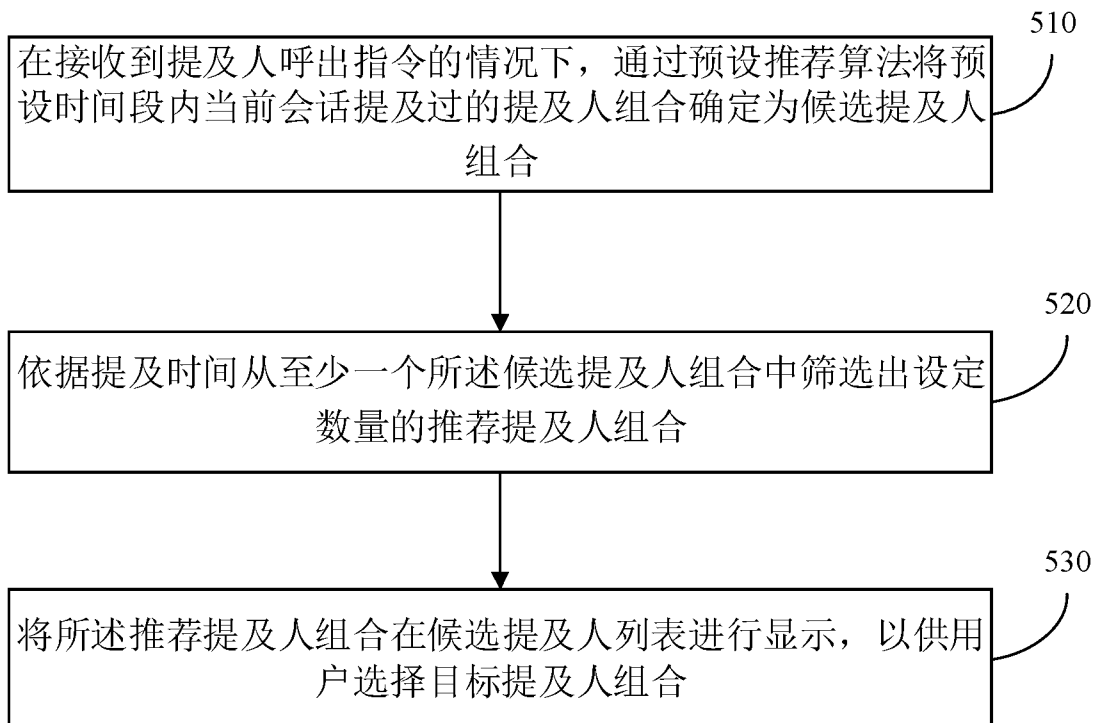 510
在接收到提及人呼出指令的情况下，通过预设推荐算法将预
设时间段内当前会话提及过的提及人组合确定为候选提及人
组合
520
依据提及时间从至少一个所述候选提及人组合中筛选出设定
数量的推荐提及人组合
530
将所述推荐提及人组合在候选提及人列表进行显示，以供用
户选择目标提及人组合